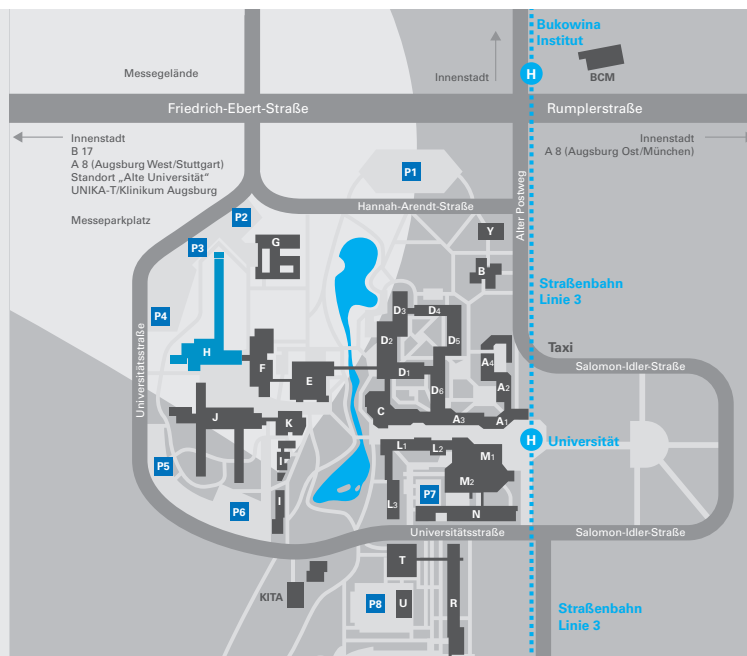 Bukowina
Institut
Messegelände
Innenstadt
H
BCM
Friedrich-Ebert-Straße
Rumplerstraße
Innenstadt
B 17
A 8 (Augsburg West/Stuttgart)
Standort „Alte Universität“
UNIKA-T/Klinikum Augsburg
Messeparkplatz
Innenstadt
A 8 (Augsburg Ost/München)
P1
Alter Postweg
Hannah-Arendt-Straße
P2
Y
G
P3
B
Straßenbahn
Linie 3
P4
D3
D4
D2
D5
Taxi
H
F
E
D1
A4
Salomon-Idler-Straße
Universitätsstraße
A2
D6
J
K
C
A3
A1
H
Universität
L1
L2
M1
I
P5
M2
P7
P6
I
L3
N
Universitätsstraße
Salomon-Idler-Straße
T
KITA
P8
U
R
Straßenbahn
Linie 3